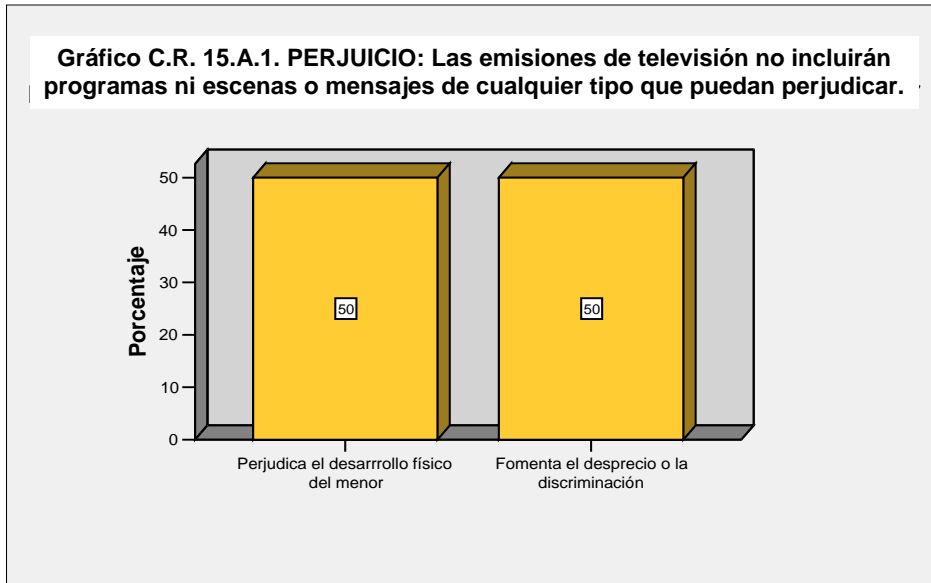 Gráfico C.R. 15.A.1. PERJUICIO: Las emisiones de televisión no incluirán
programas ni escenas o mensajes de cualquier tipo que puedan perjudicar.
Porcentaje
50
40
30
20
10
0
50
50
Perjudica el desarrrollo físico
del menor
Fomenta el desprecio o la
discriminación